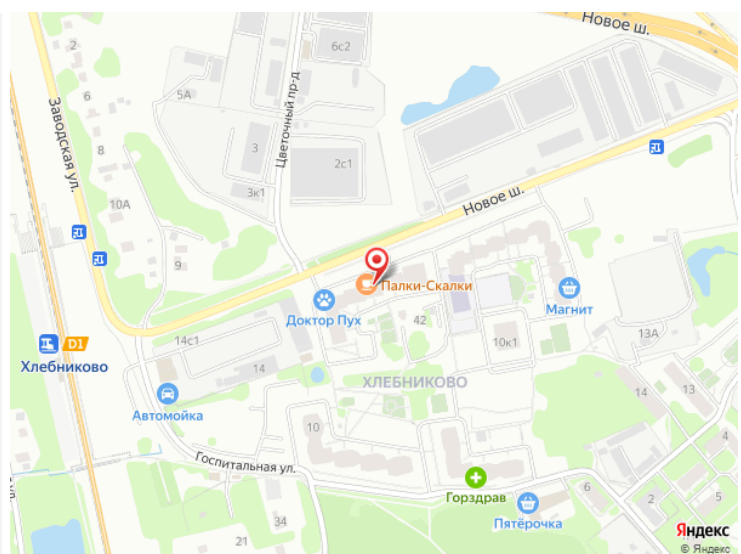 Новое ш.
2
6с2
Заводская ул.
6
5А
Цветочный пр-д
8
3
2с1
3к1
10А
Новое ш.
9
Палки-Скалки
Доктор Пух
Магнит
42
14с1
10к1
13А
D1
Хлебниково
14
ХЛЕБНИКОВО
14
13
Автомойка
10
4
Госпитальная ул.
Горздрав
6
2
5
Пятёрочка
34
21
Яндекс
© Яндекс